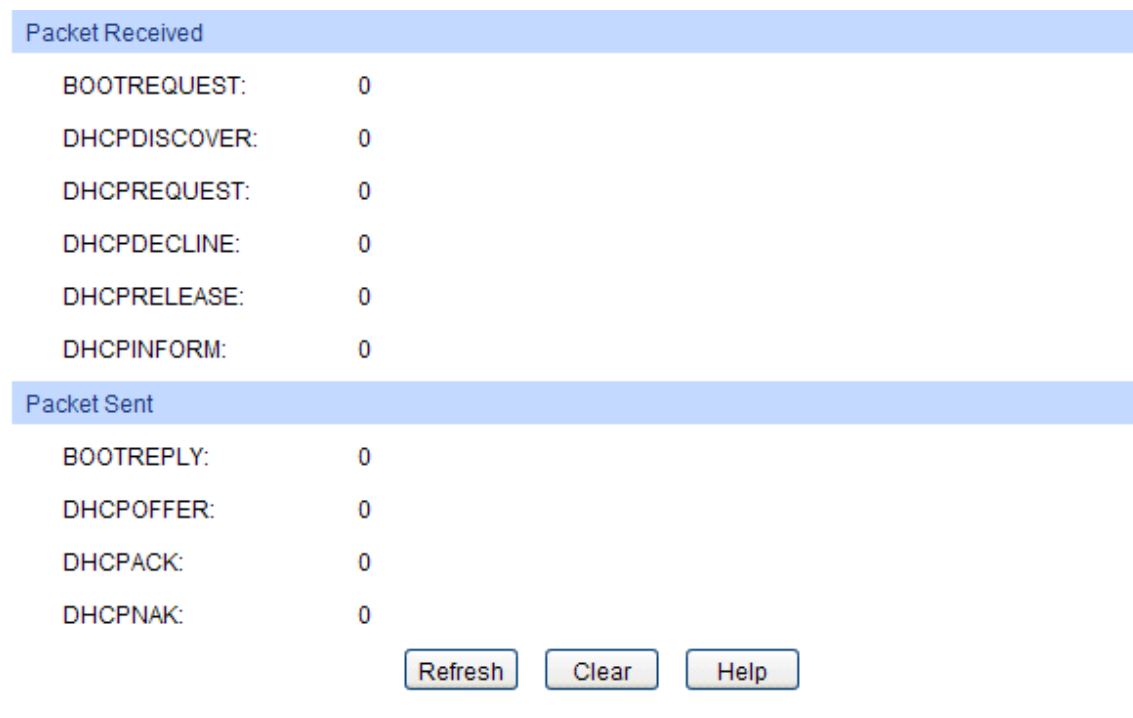 Packet Received
BOOTREQUEST: 0
DHCPDISCOVER: 0
DHCPREQUEST: 0
DHCPDECLINE: 0
DHCPRELEASE: 0
DHCPINFORM: 0
Packet Sent
BOOTREPLY: 0
DHCPOFFER: 0
DHCPACK: 0
DHCPNAK: 0
Refresh Clear Help